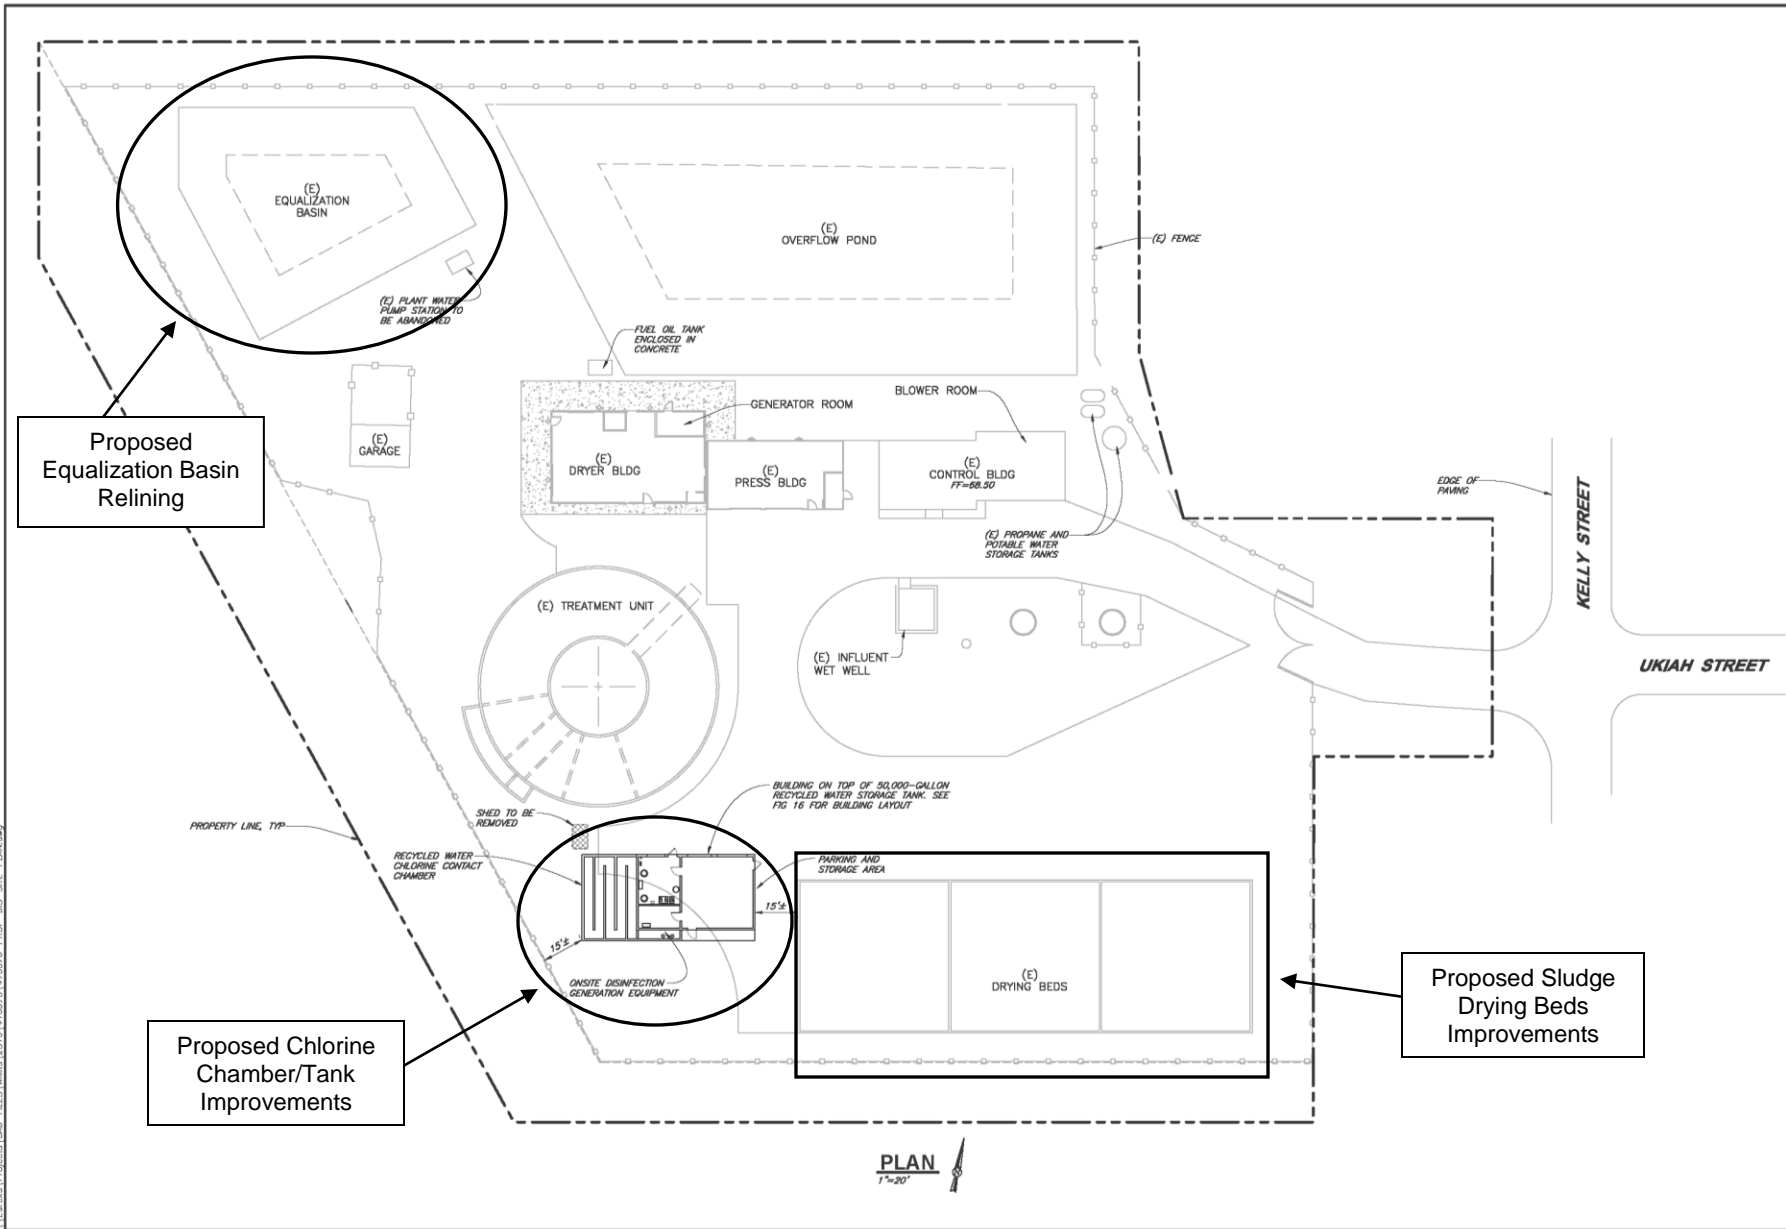 (E)
EQUALIZATION
BASIN
(E)
OVERFLOW POND
(E) FENCE
(E) PLANT WATER
PUMP STATION TO
BE ABANDONED
FUEL OIL TANK
ENCLOSED IN
CONCRETE
Proposed
Equalization Basin
Relining
(E)
GARAGE
GENERATOR ROOM
BLOWER ROOM
(E)
DRYER BLDG
(E)
PRESS BLDG
(E)
CONTROL BLDG
FF=68.50
(E) PROPANE AND
POTABLE WATER
STORAGE TANKS
EDGE OF
PAVING
KELLY STREET
UKIAH STREET
(E) TREATMENT UNIT
(E) INFLUENT
WET WELL
BUILDING ON TOP OF 50,000-GALLON
RECYCLED WATER STORAGE TANK. SEE
FIG 16 FOR BUILDING LAYOUT
SHED TO BE
REMOVED
PROPERTY LINE, TYP
RECYCLED WATER
CHLORINE CONTACT
CHAMBER
PARKING AND
STORAGE AREA
15'±
15'±
ONSITE DISINFECTION
GENERATION EQUIPMENT
(E)
DRYING BEDS
Proposed Sludge
Drying Beds
Improvements
Proposed Chlorine
Chamber/Tank
Improvements
PLAN
1"=20'